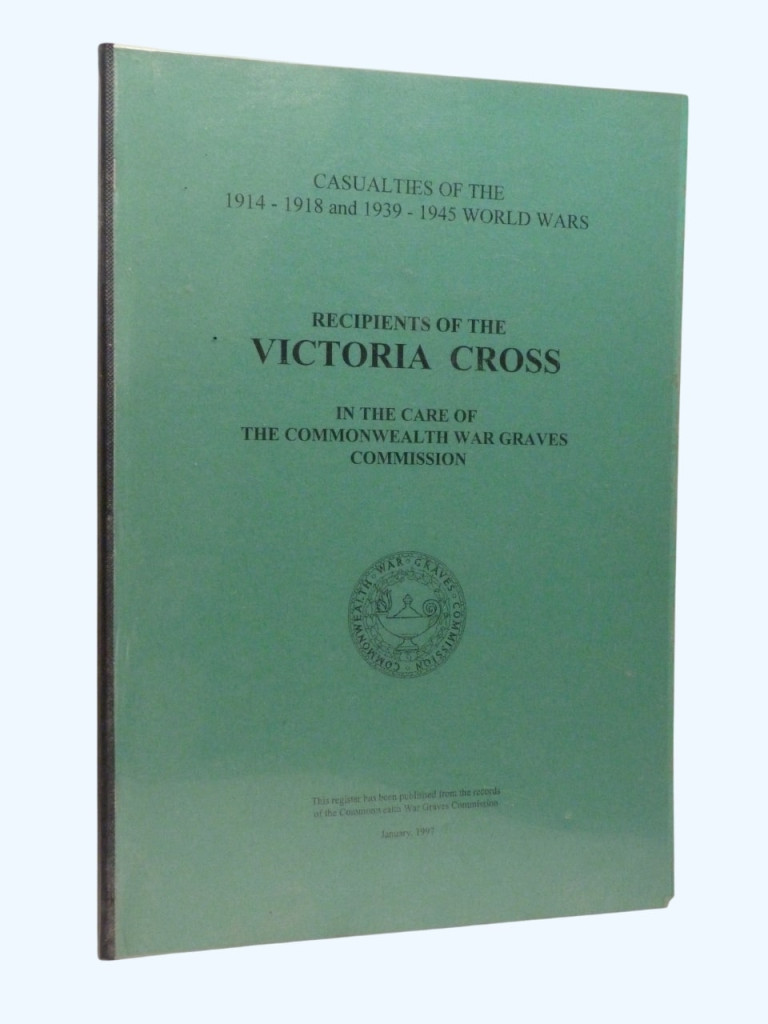 CASUALTIES OF THE
1914 - 1918 and 1939 - 1945 WORLD WARS
RECIPIENTS OF THE
VICTORIA CROSS
IN THE CARE OF
THE COMMONWEALTH WAR GRAVES
COMMISSION
COMMONWEALTH · WAR · GRAVES · COMMISSION
This register has been published from the records
of the Commonwealth War Graves Commission
January, 1997